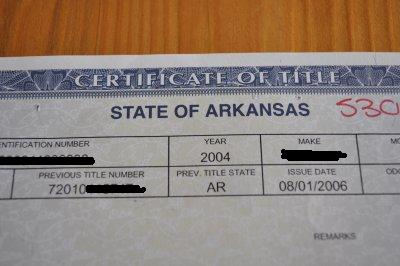 CERTIFICATE OF TITLE
STATE OF ARKANSAS 530
ENTIFICATION NUMBER YEAR MAKE MO
2004
PREVIOUS TITLE NUMBER PREV. TITLE STATE ISSUE DATE ODO
72010 AR 08/01/2006
REMARKS